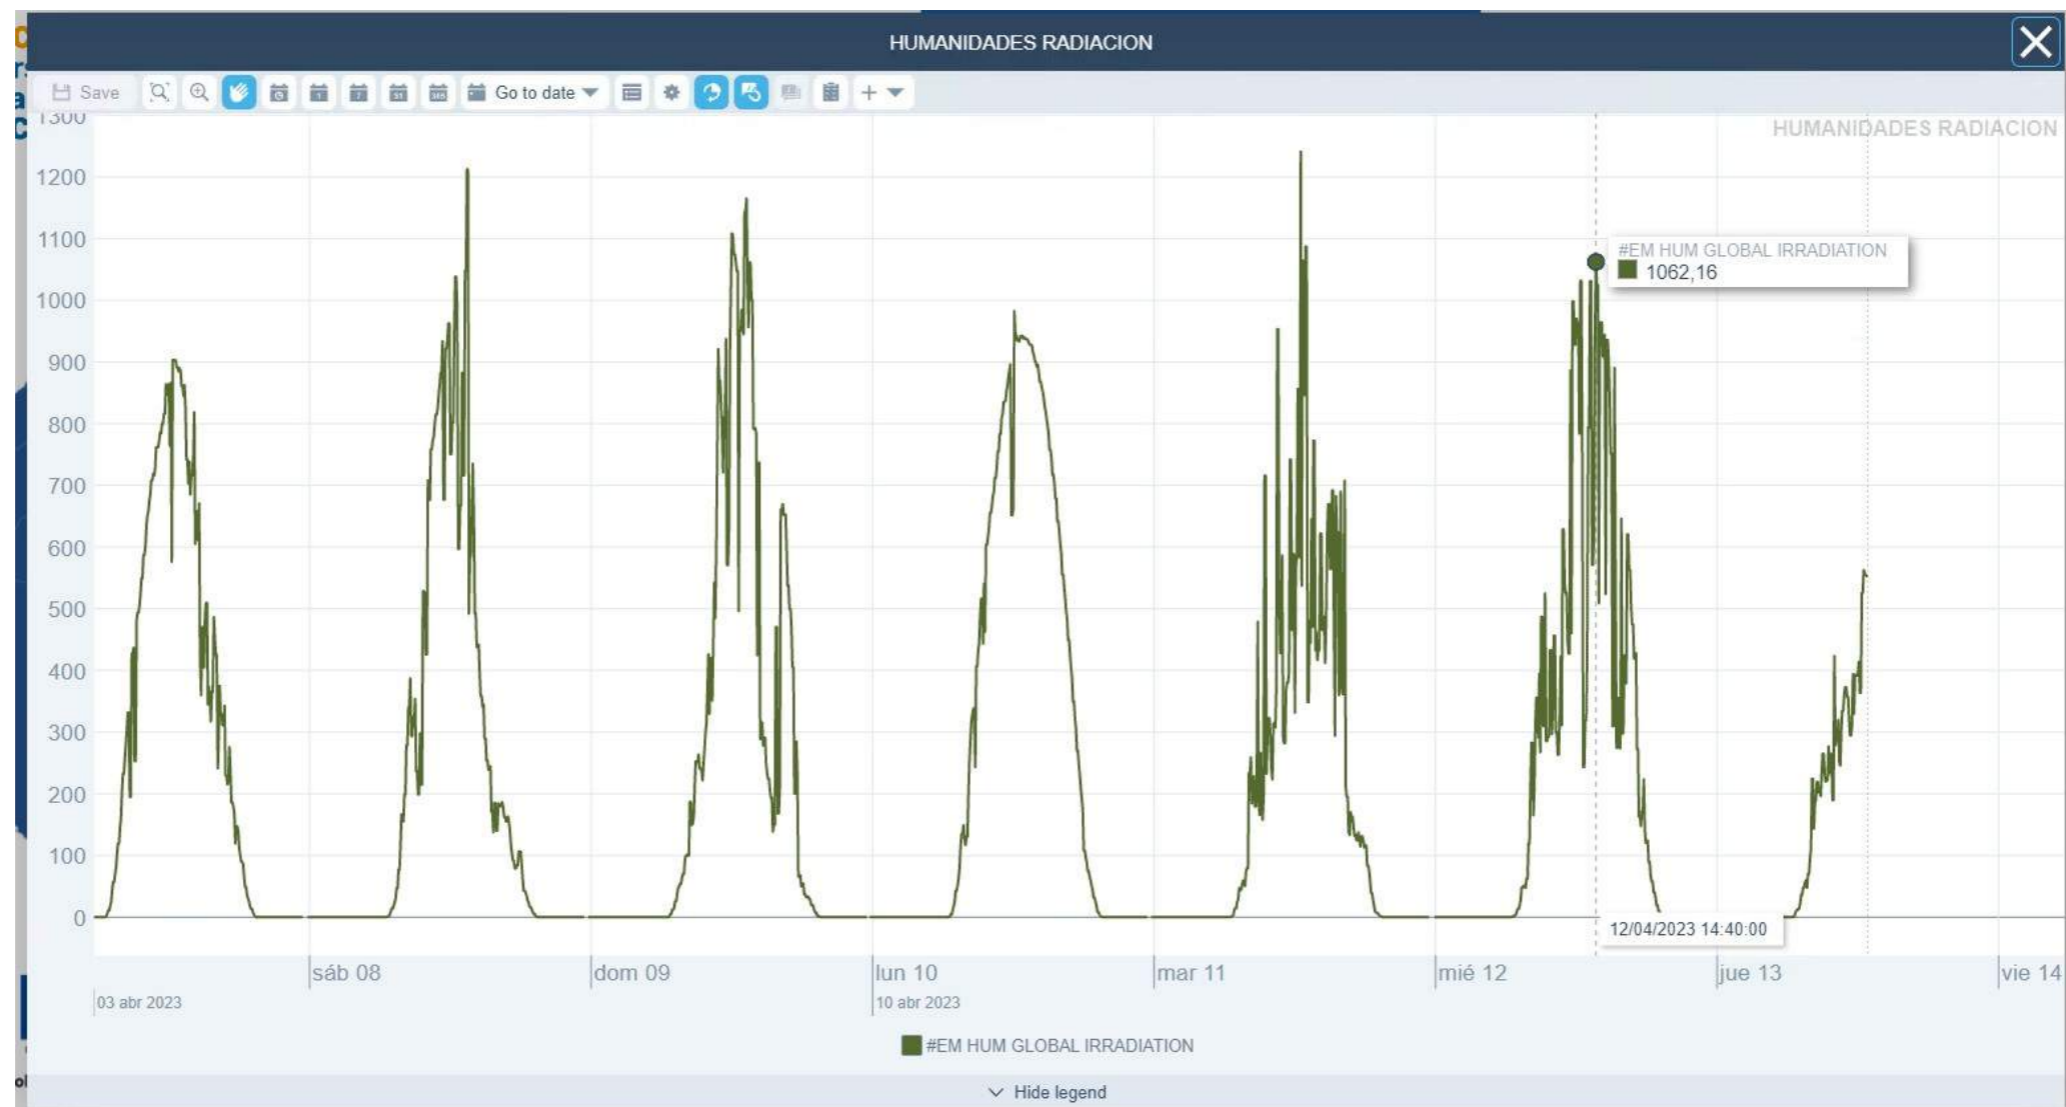 HUMANIDADES RADIACION
Save
Go to date
HUMANIDADES RADIACION
1300
1200
1100
1000
900
800
700
600
500
400
300
200
100
0
#EM HUM GLOBAL IRRADIATION
1062,16
12/04/2023 14:40:00
sáb 08
dom 09
lun 10
mar 11
mié 12
jue 13
vie 14
03 abr 2023
10 abr 2023
#EM HUM GLOBAL IRRADIATION
Hide legend